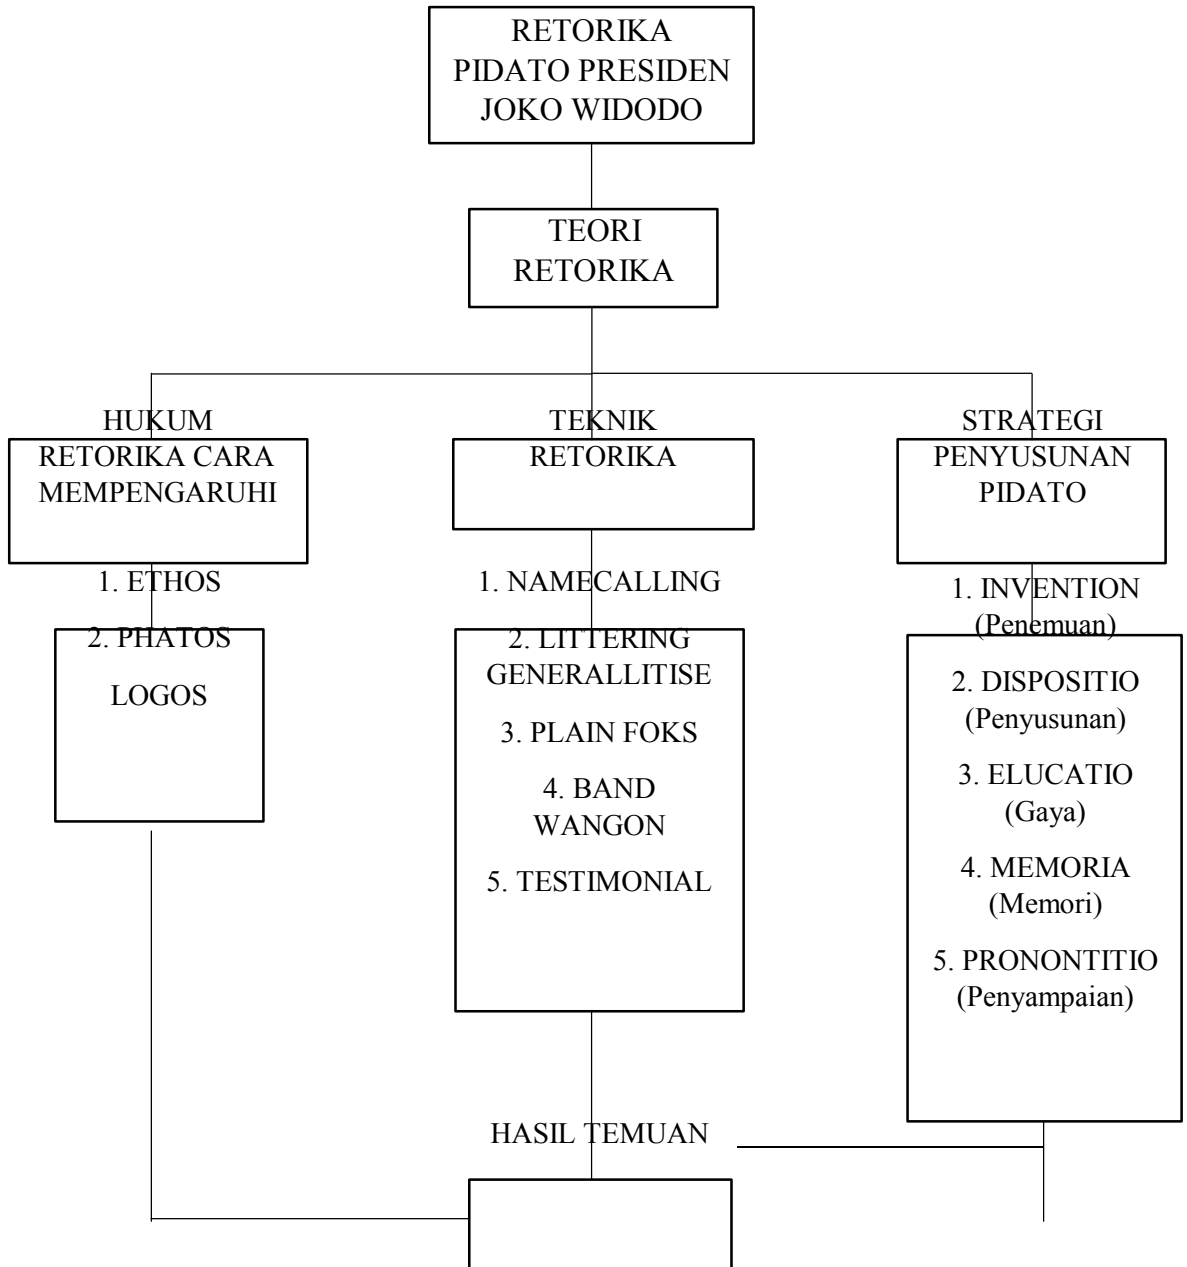 RETORIKA
PIDATO PRESIDEN
JOKO WIDODO
TEORI
RETORIKA
HUKUM
RETORIKA CARA
MEMPENGARUHI
TEKNIK
RETORIKA
STRATEGI
PENYUSUNAN
PIDATO
1. ETHOS
2. PHATOS
LOGOS
1. NAMECALLING
2. LITTERING
GENERALLITISE
3. PLAIN FOKS
4. BAND
WANGON
5. TESTIMONIAL
1. INVENTION
(Penemuan)
2. DISPOSITIO
(Penyusunan)
3. ELUCATIO
(Gaya)
4. MEMORIA
(Memori)
5. PRONONTITIO
(Penyampaian)
HASIL TEMUAN